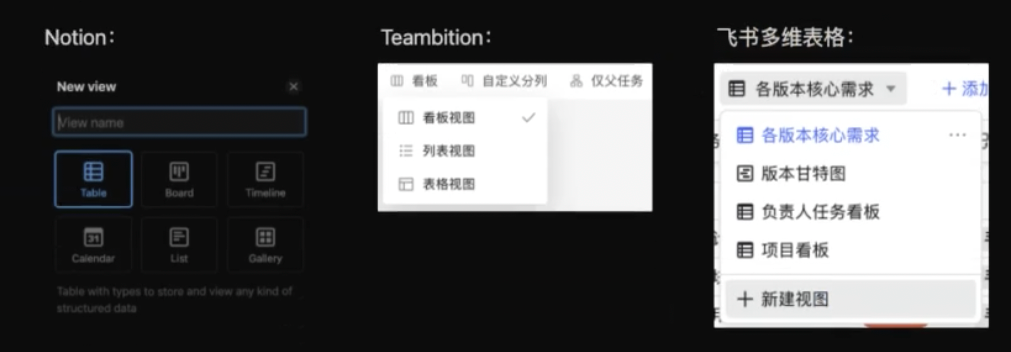 Notion：
New view
View name
Table
Board
Timeline
Calendar
31
List
Gallery
Table with types to store and view any kind of
structured data
Teambition：
看板 自定义分列 仅父任务
看板视图
列表视图
表格视图
飞书多维表格：
各版本核心需求 + 添加
各版本核心需求 ...
版本甘特图
负责人任务看板
项目看板
+ 新建视图